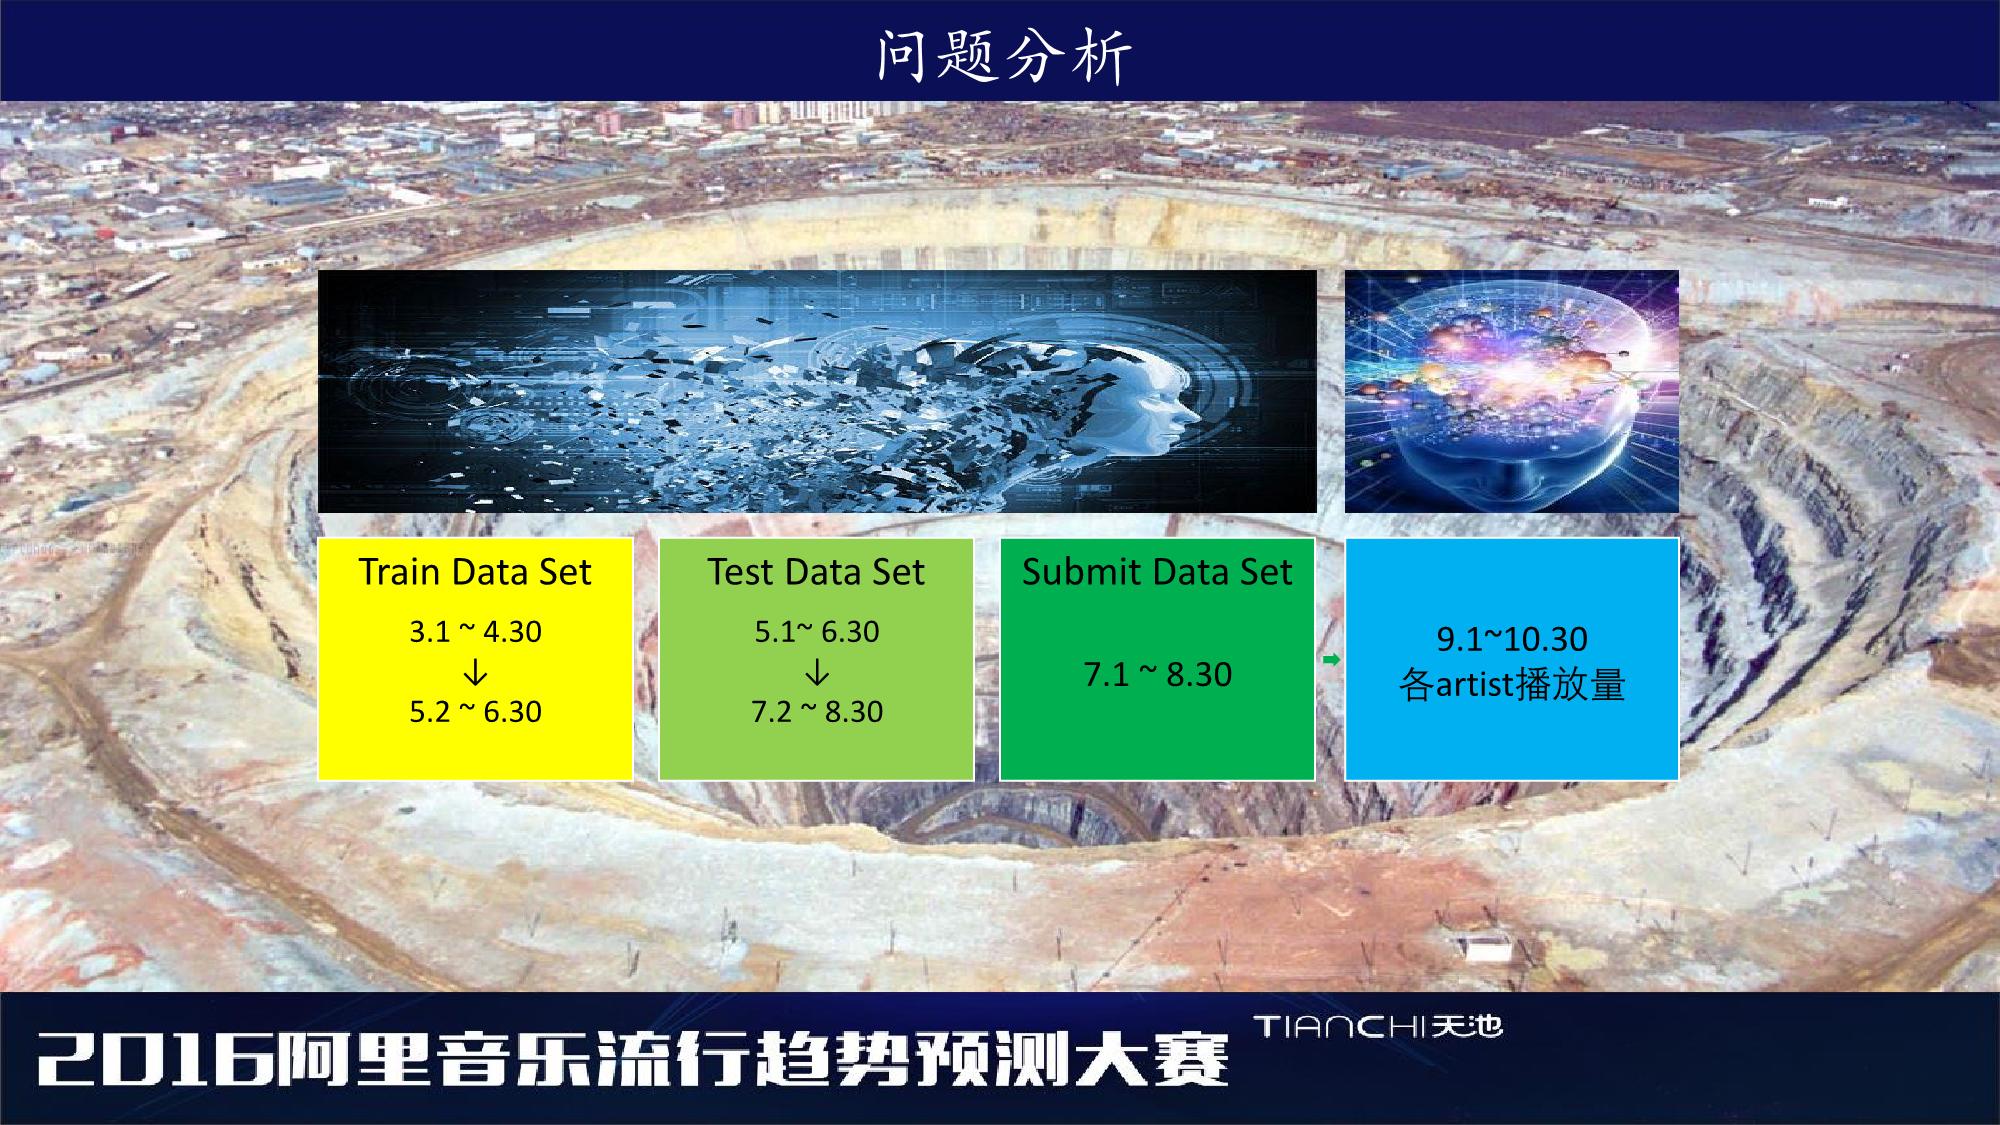 问题分析
Train Data Set
3.1 ~ 4.30
↓
5.2 ~ 6.30
Test Data Set
5.1~ 6.30
↓
7.2 ~ 8.30
Submit Data Set
7.1 ~ 8.30
9.1~10.30
各artist播放量
2016阿里音乐流行趋势预测大赛
TIANCHI天池